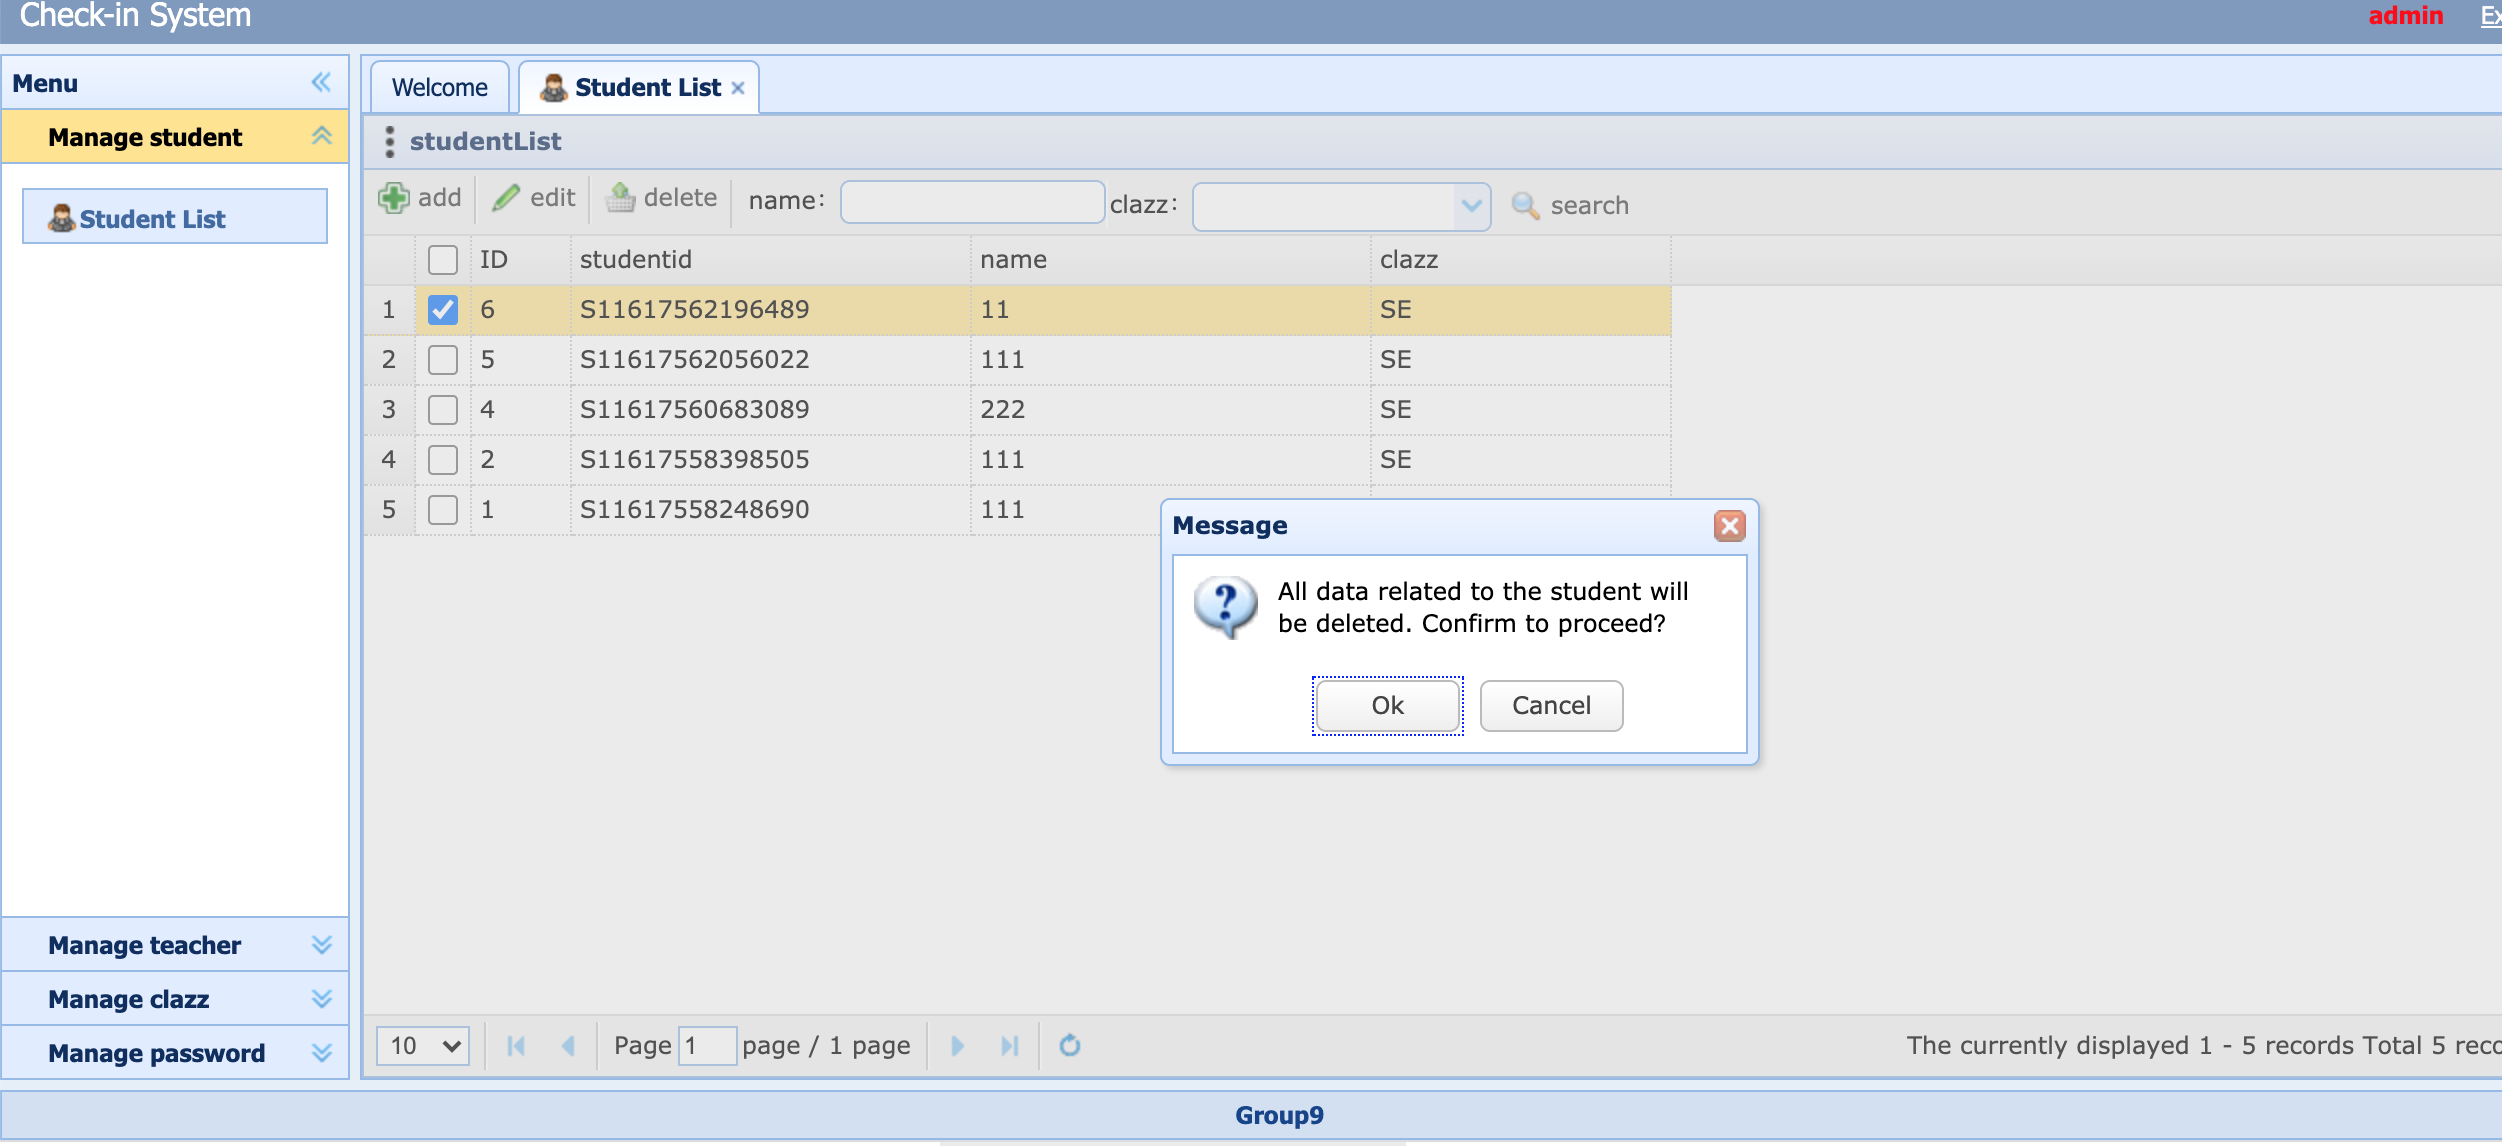 Check-in System
admin
Menu
Welcome
Student List
Manage student
studentList
add edit delete name: clazz: search
Student List
ID studentid name clazz
1 6 S11617562196489 11 SE
2 5 S11617562056022 111 SE
3 4 S11617560683089 222 SE
4 2 S11617558398505 111 SE
5 1 S11617558248690 111
Message
All data related to the student will
be deleted. Confirm to proceed?
Ok Cancel
Manage teacher
Manage clazz
Manage password
10 Page 1 page / 1 page
The currently displayed 1 - 5 records Total 5
Group9